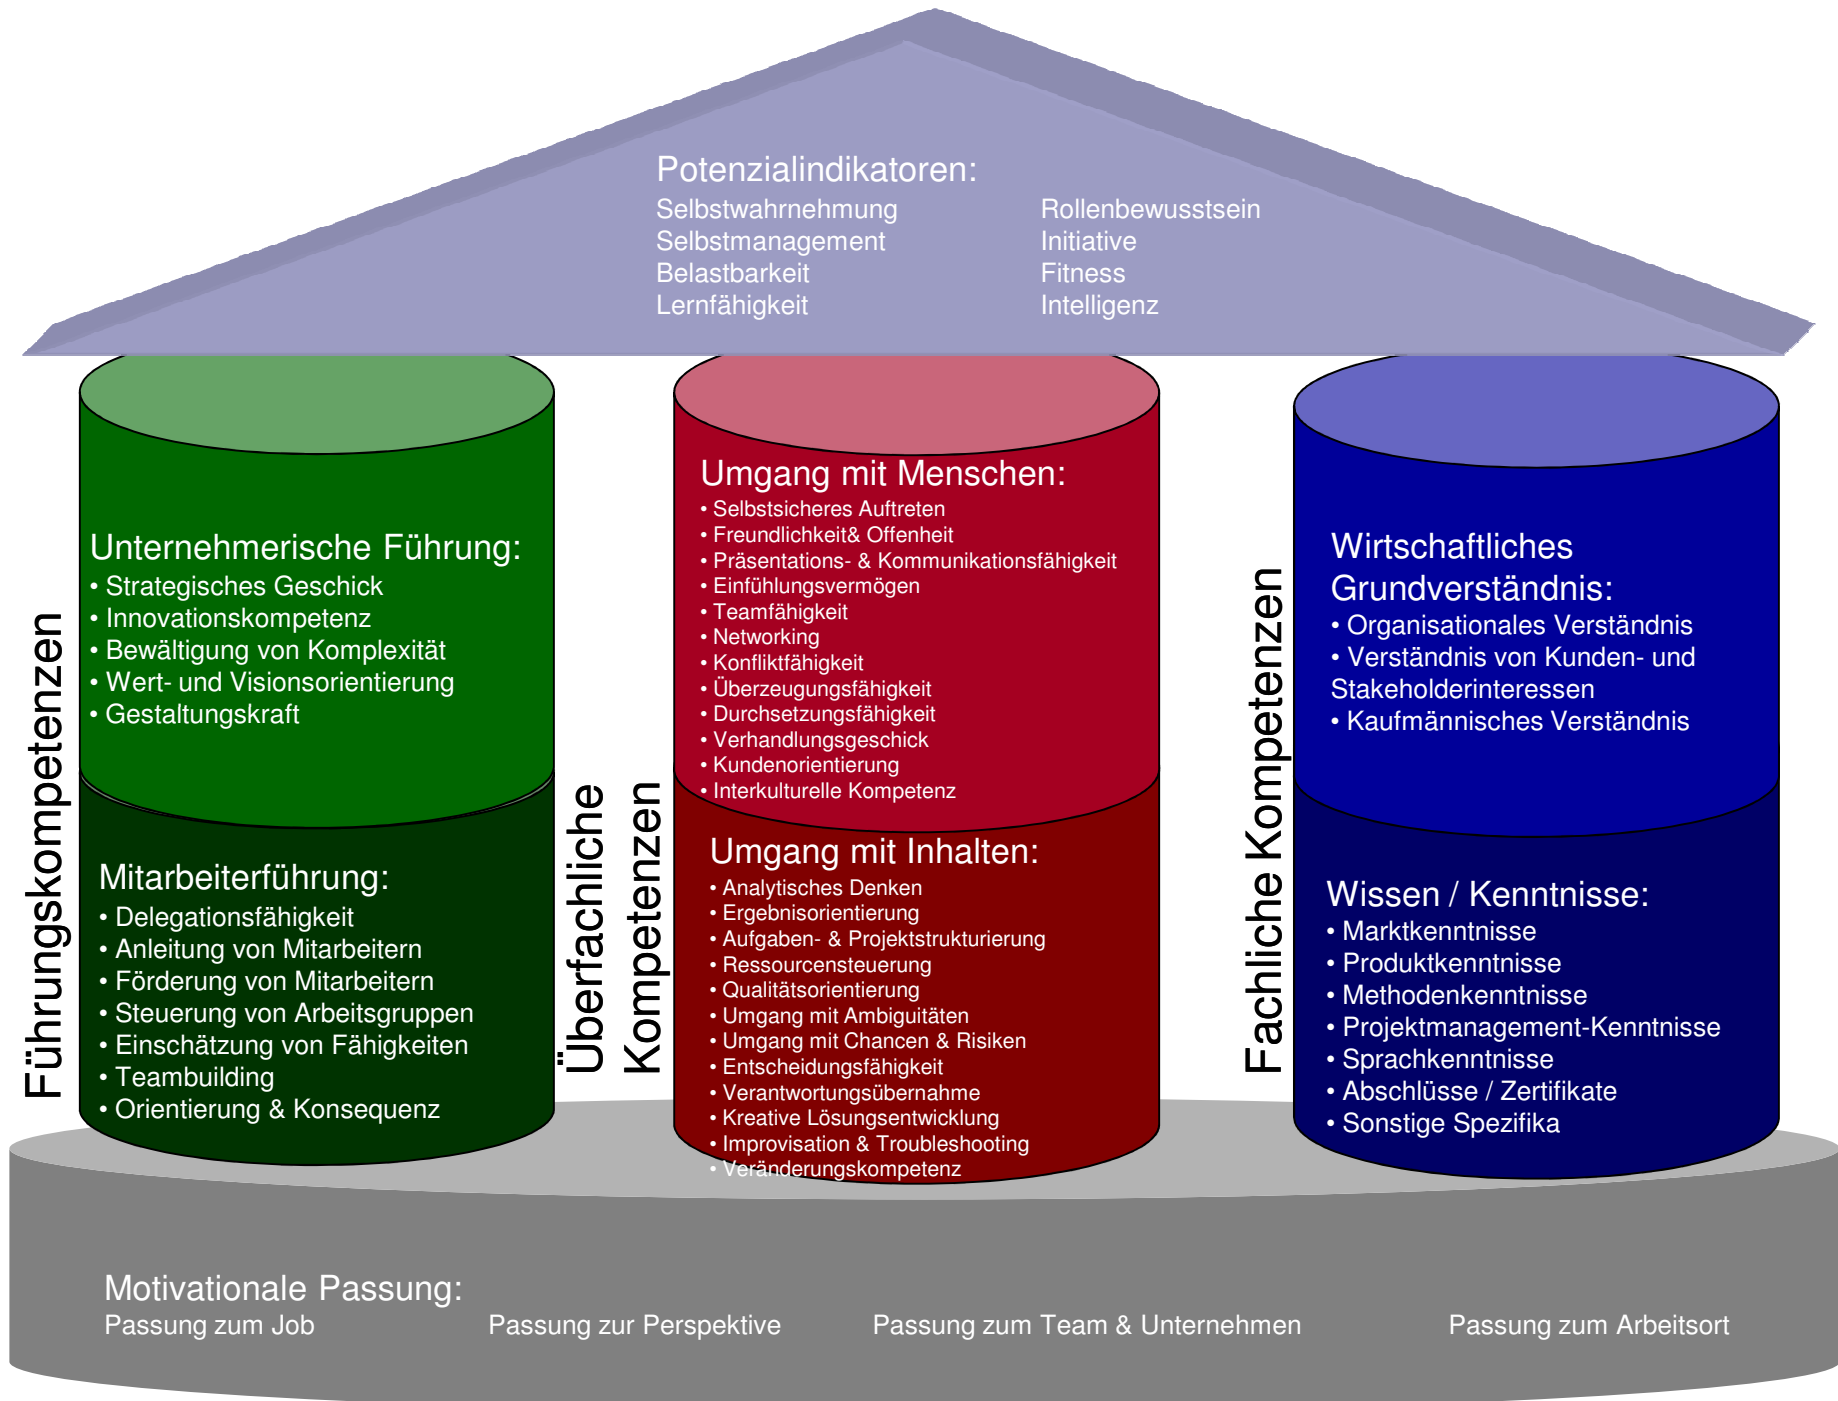 Potenzialindikatoren:
Selbstwahrnehmung
Selbstmanagement
Belastbarkeit
Lernfähigkeit
Rollenbewusstsein
Initiative
Fitness
Intelligenz
Führungskompetenzen
Unternehmerische Führung:
• Strategisches Geschick
• Innovationskompetenz
• Bewältigung von Komplexität
• Wert- und Visionsorientierung
• Gestaltungskraft
Mitarbeiterführung:
• Delegationsfähigkeit
• Anleitung von Mitarbeitern
• Förderung von Mitarbeitern
• Steuerung von Arbeitsgruppen
• Einschätzung von Fähigkeiten
• Teambuilding
• Orientierung & Konsequenz
Überfachliche
Kompetenzen
Umgang mit Menschen:
• Selbstsicheres Auftreten
• Freundlichkeit& Offenheit
• Präsentations- & Kommunikationsfähigkeit
• Einfühlungsvermögen
• Teamfähigkeit
• Networking
• Konfliktfähigkeit
• Überzeugungsfähigkeit
• Durchsetzungsfähigkeit
• Verhandlungsgeschick
• Kundenorientierung
• Interkulturelle Kompetenz
Umgang mit Inhalten:
• Analytisches Denken
• Ergebnisorientierung
• Aufgaben- & Projektstrukturierung
• Ressourcensteuerung
• Qualitätsorientierung
• Umgang mit Ambiguitäten
• Umgang mit Chancen & Risiken
• Entscheidungsfähigkeit
• Verantwortungsübernahme
• Kreative Lösungsentwicklung
• Improvisation & Troubleshooting
• Veränderungskompetenz
Fachliche Kompetenzen
Wirtschaftliches
Grundverständnis:
• Organisationales Verständnis
• Verständnis von Kunden- und
Stakeholderinteressen
• Kaufmännisches Verständnis
Wissen / Kenntnisse:
• Marktkenntnisse
• Produktkenntnisse
• Methodenkenntnisse
• Projektmanagement-Kenntnisse
• Sprachkenntnisse
• Abschlüsse / Zertifikate
• Sonstige Spezifika
Motivationale Passung:
Passung zum Job
Passung zur Perspektive
Passung zum Team & Unternehmen
Passung zum Arbeitsort